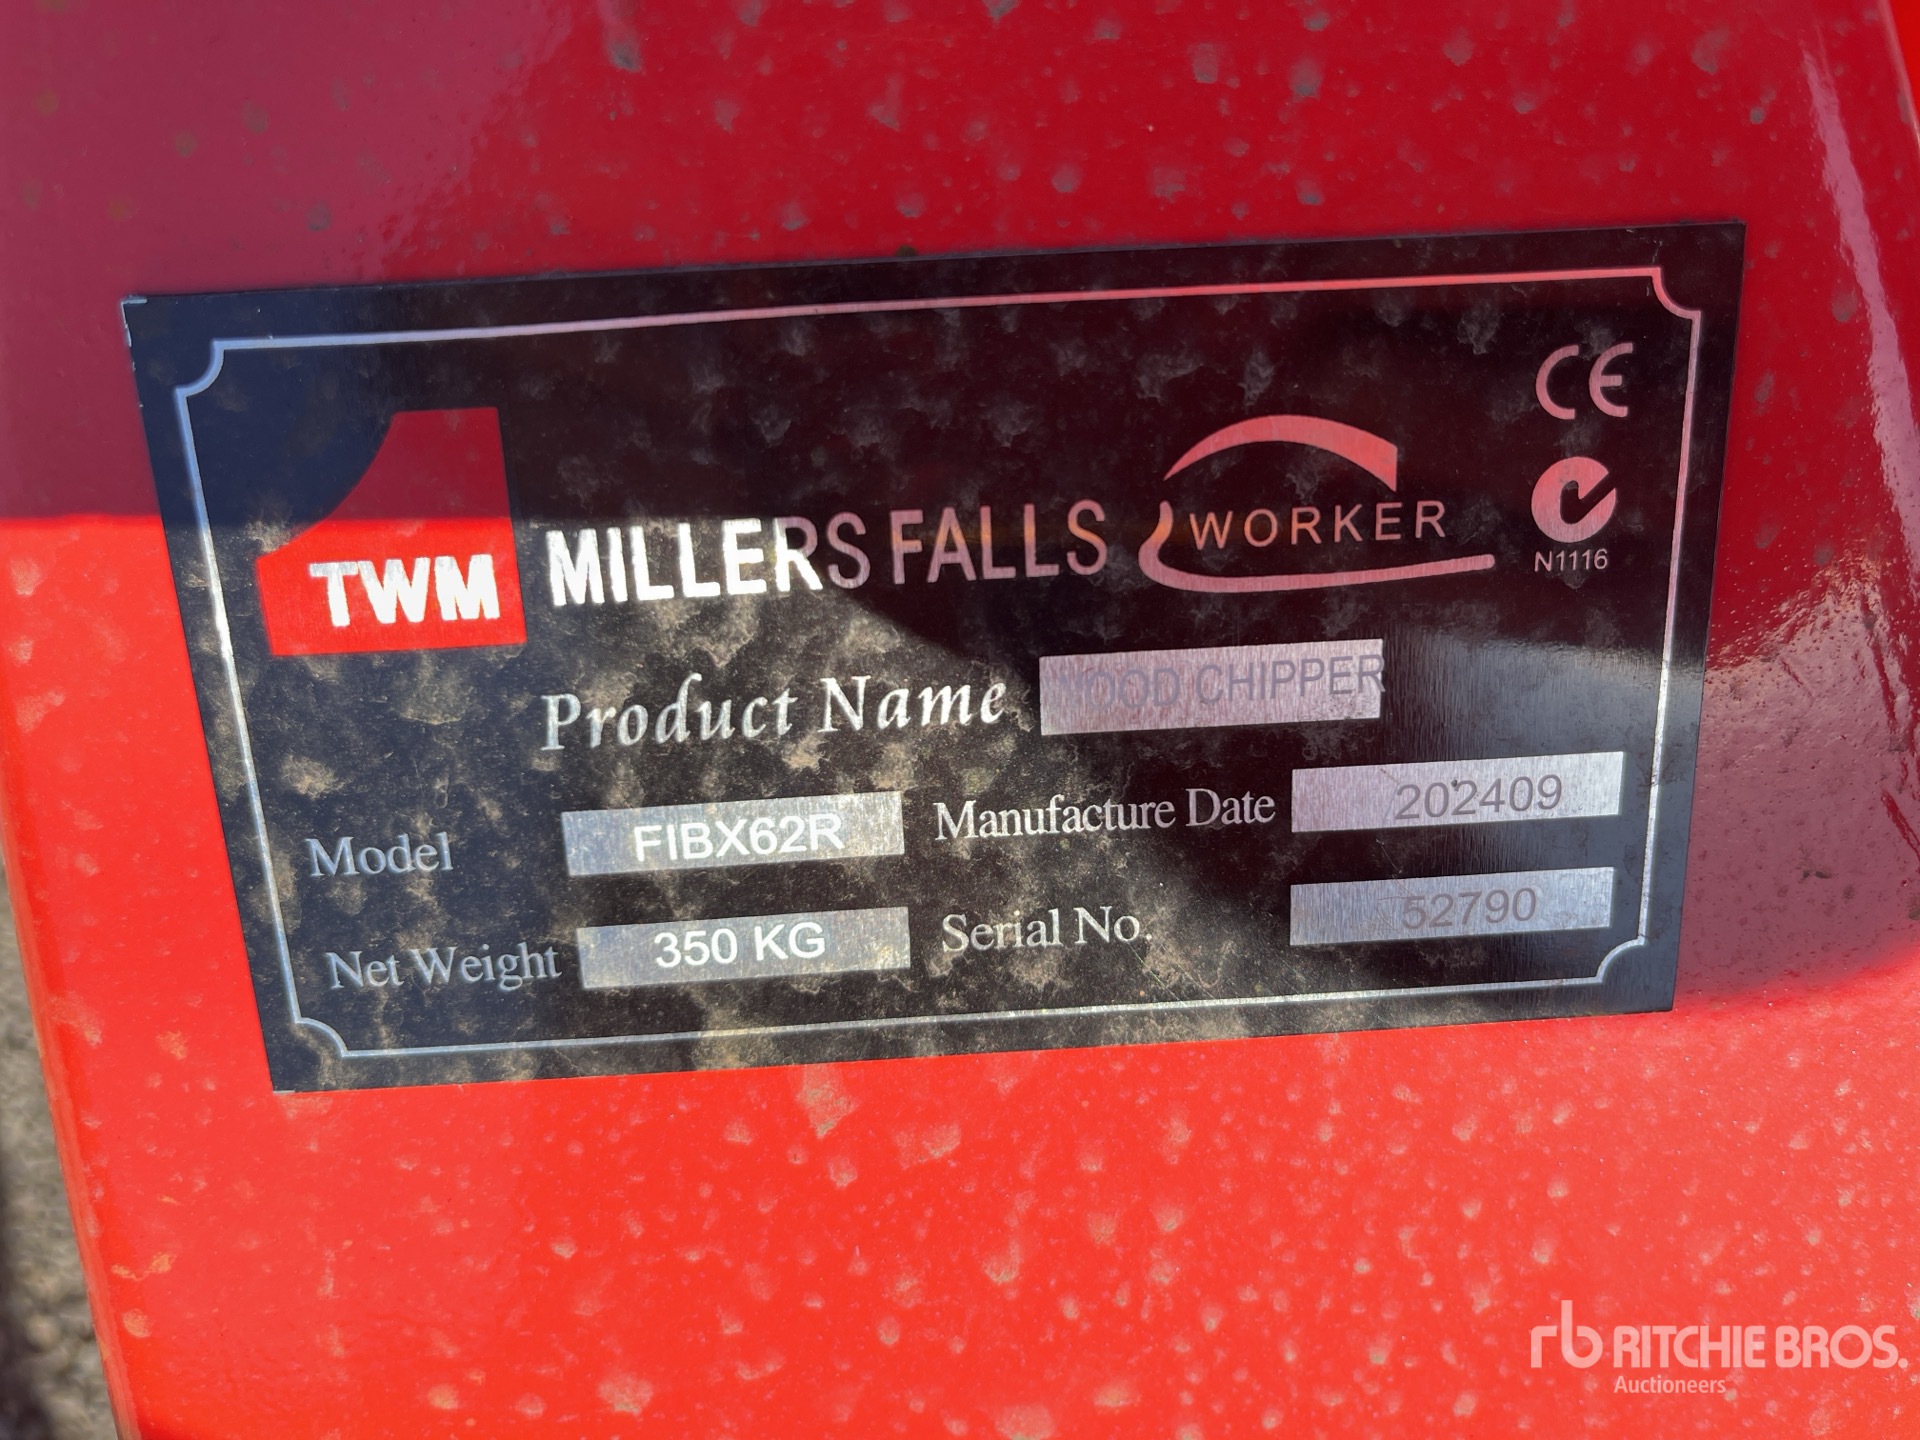 CE
TWM MILLERS FALLS WORKER
N1116
Product Name WOOD CHIPPER
Model FIBX62R Manufacture Date 202409
Net Weight 350 KG Serial No. 52790
rb RITCHIE BROS.
Auctioneers